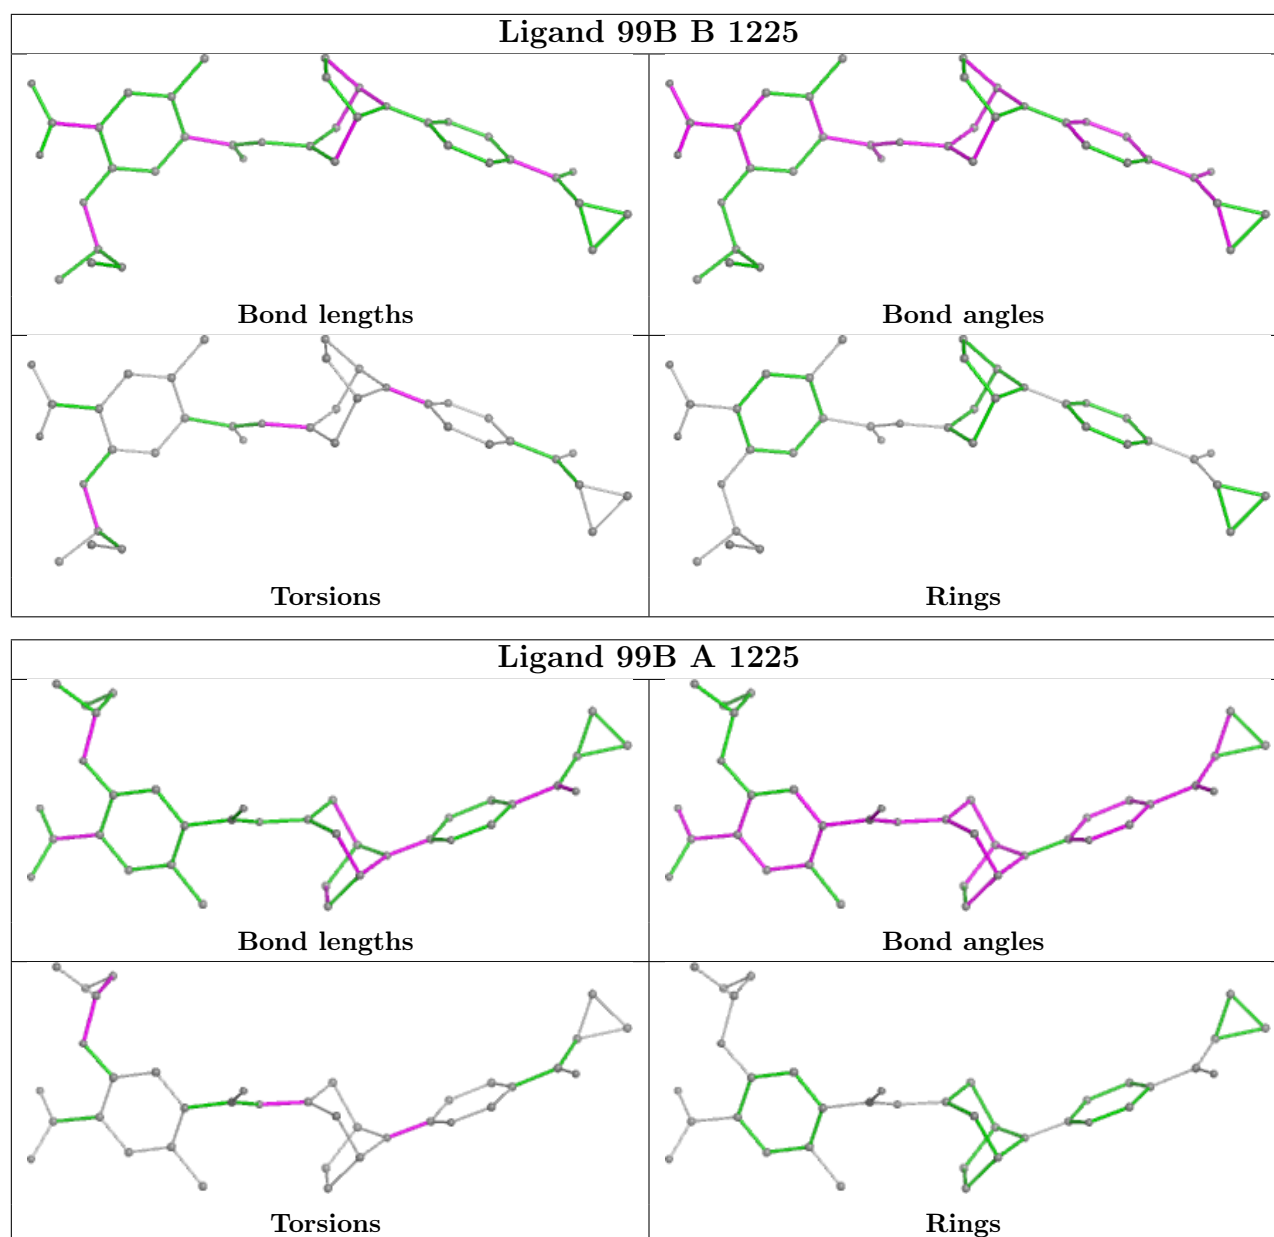 Ligand 99B B 1225
Bond lengths
Bond angles
Torsions
Rings
Ligand 99B A 1225
Bond lengths
Bond angles
Torsions
Rings